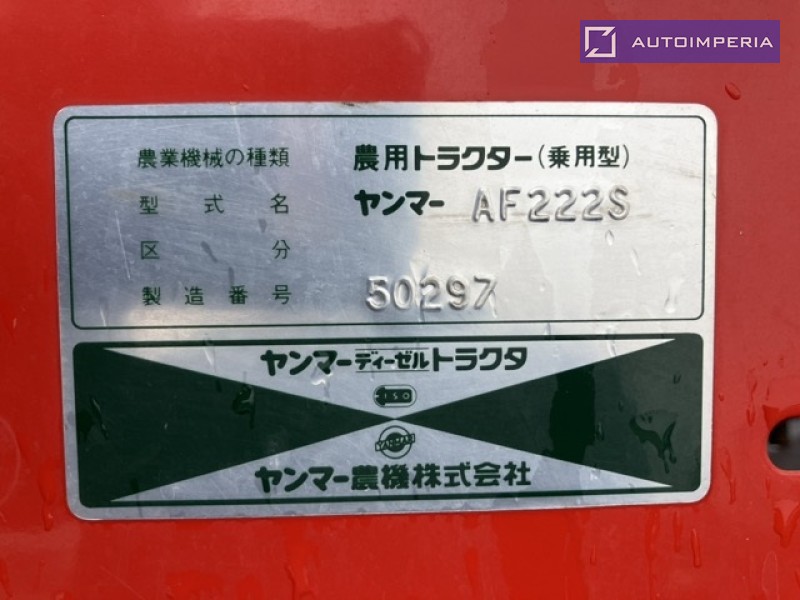 AUTOIMPERIA
農業機械の種類 農用トラクター(乗用型)
型式名 ヤンマー AF222S
区分
製造番号 50297
ヤンマーディーゼルトラクタ
ISO
YANMAR
ヤンマー農機株式会社